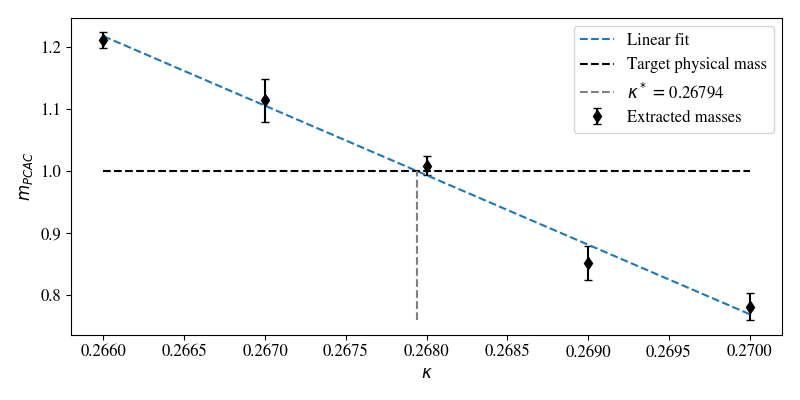 1.2
1.1
1.0
0.9
0.8
m_PCAC
0.2660 0.2665 0.2670 0.2675 0.2680 0.2685 0.2690 0.2695 0.2700
κ
Linear fit
Target physical mass
κ* = 0.26794
Extracted masses